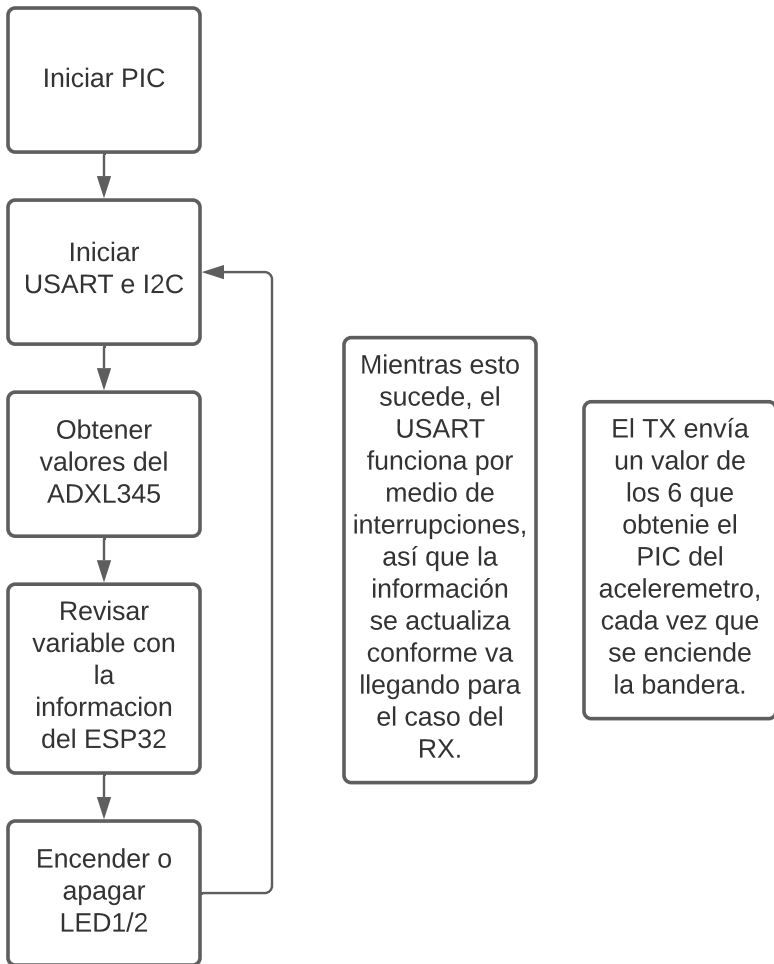 Iniciar PIC
Iniciar
USART e I2C
Obtener
valores del
ADXL345
Revisar
variable con
la
informacion
del ESP32
Encender o
apagar
LED1/2
Mientras esto
sucede, el
USART
funciona por
medio de
interrupciones,
así que la
información
se actualiza
conforme va
llegando para
el caso del
RX.
El TX envía
un valor de
los 6 que
obtenie el
PIC del
aceleremetro,
cada vez que
se enciende
la bandera.